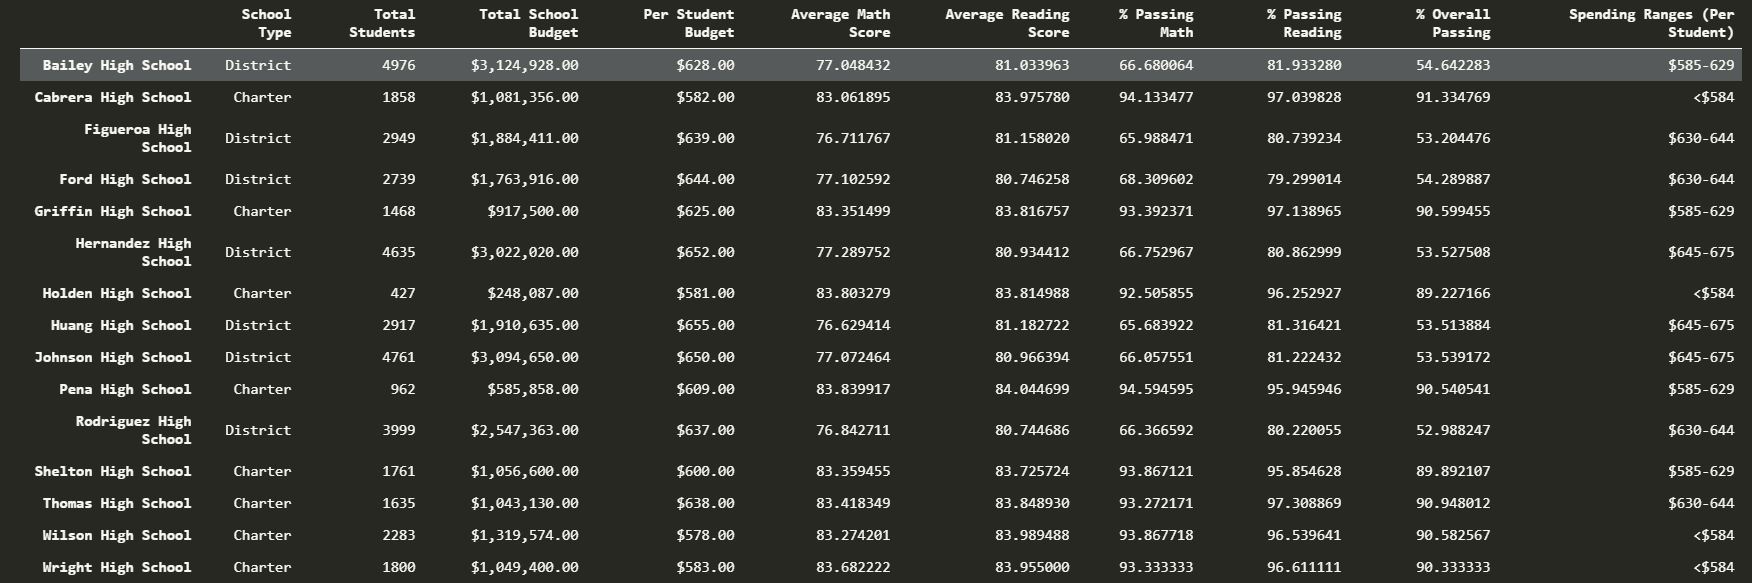 School Total Total School Per Student Average Math Average Reading % Passing % Passing % Overall Spending Ranges (Per
Type Students Budget Budget Score Score Math Reading Passing Student)
Bailey High School District 4976 $3,124,928.00 $628.00 77.048432 81.033963 66.680064 81.933280 54.642283 $585-629
Cabrera High School Charter 1858 $1,081,356.00 $582.00 83.061895 83.975780 94.133477 97.039828 91.334769 <$584
Figueroa High
School District 2949 $1,884,411.00 $639.00 76.711767 81.158020 65.988471 80.739234 53.204476 $630-644
Ford High School District 2739 $1,763,916.00 $644.00 77.102592 80.746258 68.309602 79.299014 54.289887 $630-644
Griffin High School Charter 1468 $917,500.00 $625.00 83.351499 83.816757 93.392371 97.138965 90.599455 $585-629
Hernandez High
School District 4635 $3,022,020.00 $652.00 77.289752 80.934412 66.752967 80.862999 53.527508 $645-675
Holden High School Charter 427 $248,087.00 $581.00 83.803279 83.814988 92.505855 96.252927 89.227166 <$584
Huang High School District 2917 $1,910,635.00 $655.00 76.629414 81.182722 65.683922 81.316421 53.513884 $645-675
Johnson High School District 4761 $3,094,650.00 $650.00 77.072464 80.966394 66.057551 81.222432 53.539172 $645-675
Pena High School Charter 962 $585,858.00 $609.00 83.839917 84.044699 94.594595 95.945946 90.540541 $585-629
Rodriguez High
School District 3999 $2,547,363.00 $637.00 76.842711 80.744686 66.366592 80.220055 52.988247 $630-644
Shelton High School Charter 1761 $1,056,600.00 $600.00 83.359455 83.725724 93.867121 95.854628 89.892107 $585-629
Thomas High School Charter 1635 $1,043,130.00 $638.00 83.418349 83.848930 93.272171 97.308869 90.948012 $630-644
Wilson High School Charter 2283 $1,319,574.00 $578.00 83.274201 83.989488 93.867718 96.539641 90.582567 <$584
Wright High School Charter 1800 $1,049,400.00 $583.00 83.682222 83.955000 93.333333 96.611111 90.333333 <$584